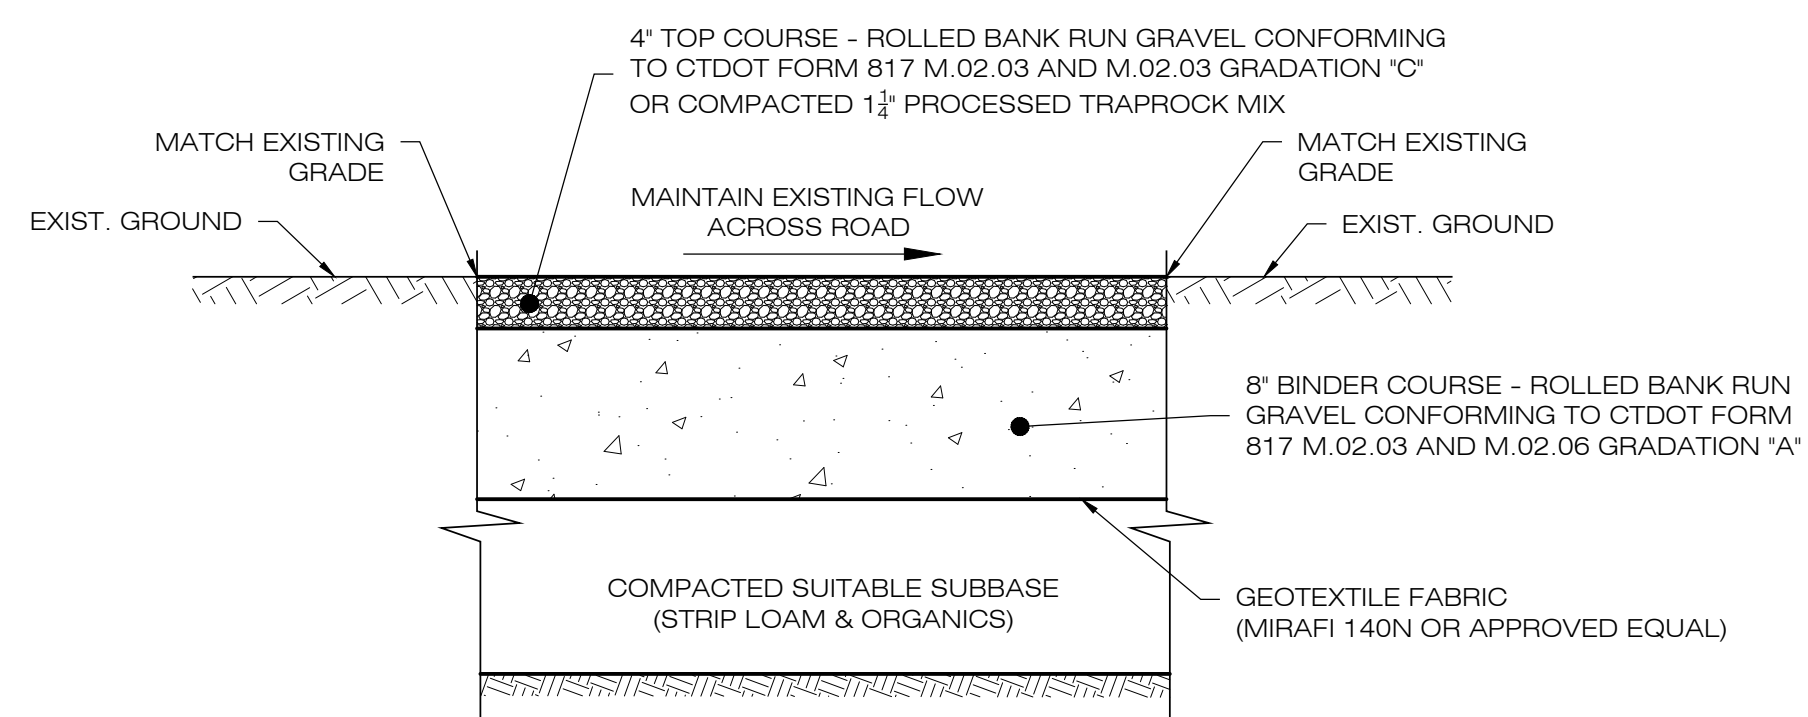 4" TOP COURSE - ROLLED BANK RUN GRAVEL CONFORMING
TO CTDOT FORM 817 M.02.03 AND M.02.03 GRADATION "C"
OR COMPACTED 1¼" PROCESSED TRAPROCK MIX
MATCH EXISTING
GRADE
MATCH EXISTING
GRADE
MAINTAIN EXISTING FLOW
ACROSS ROAD
EXIST. GROUND
EXIST. GROUND
8" BINDER COURSE - ROLLED BANK RUN
GRAVEL CONFORMING TO CTDOT FORM
817 M.02.03 AND M.02.06 GRADATION "A"
COMPACTED SUITABLE SUBBASE
(STRIP LOAM & ORGANICS)
GEOTEXTILE FABRIC
(MIRAFI 140N OR APPROVED EQUAL)